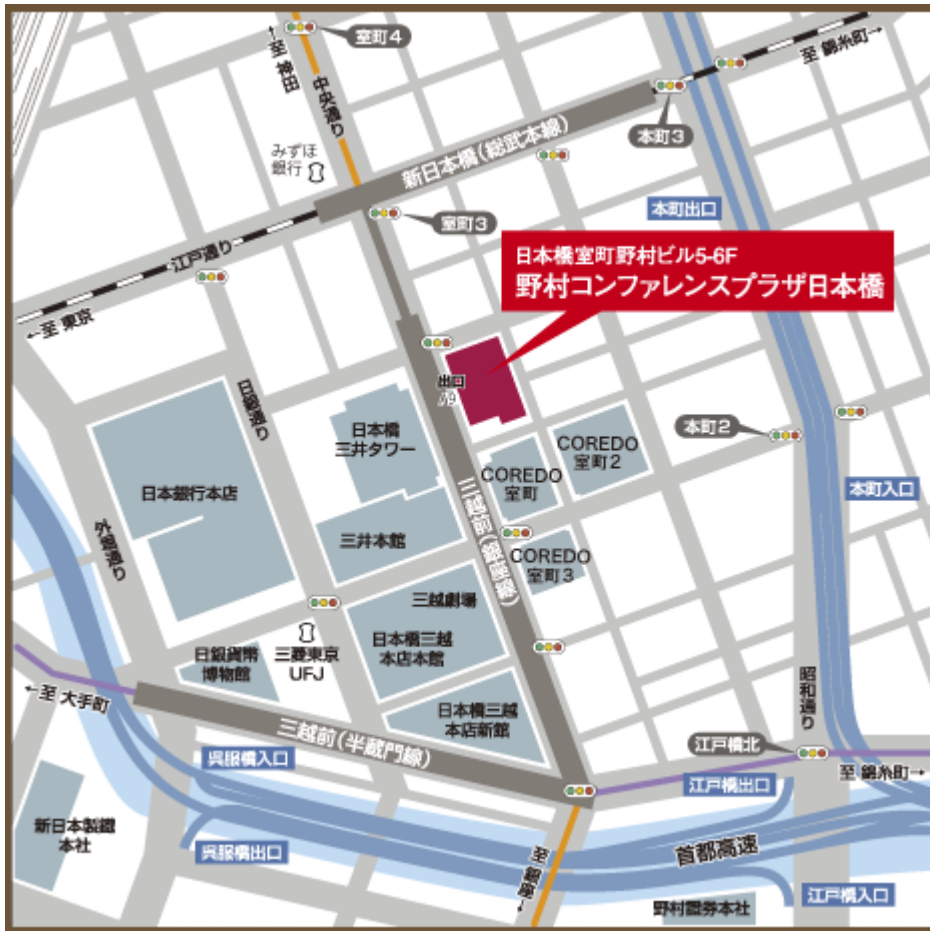 室町4
←至 神田
中央通り
至 錦糸町→
本町3
みずほ
銀行
新日本橋(総武本線)
室町3
本町出口
江戸通り
←至 東京
日本橋室町野村ビル5-6F
野村コンファレンスプラザ日本橋
出口
A9
日銀通り
日本橋
三井タワー
COREDO
室町
COREDO
室町2
本町2
本町入口
日本銀行本店
外堀通り
三井本館
三越前(銀座線)
COREDO
室町3
三越劇場
日本橋三越
本店本館
日銀貨幣
博物館
三菱東京
UFJ
←至 大手町
日本橋三越
本店新館
三越前(半蔵門線)
昭和通り
江戸橋北
至 錦糸町→
呉服橋入口
江戸橋出口
新日本製鐵
本社
呉服橋出口
至 銀座→
首都高速
江戸橋入口
野村證券本社